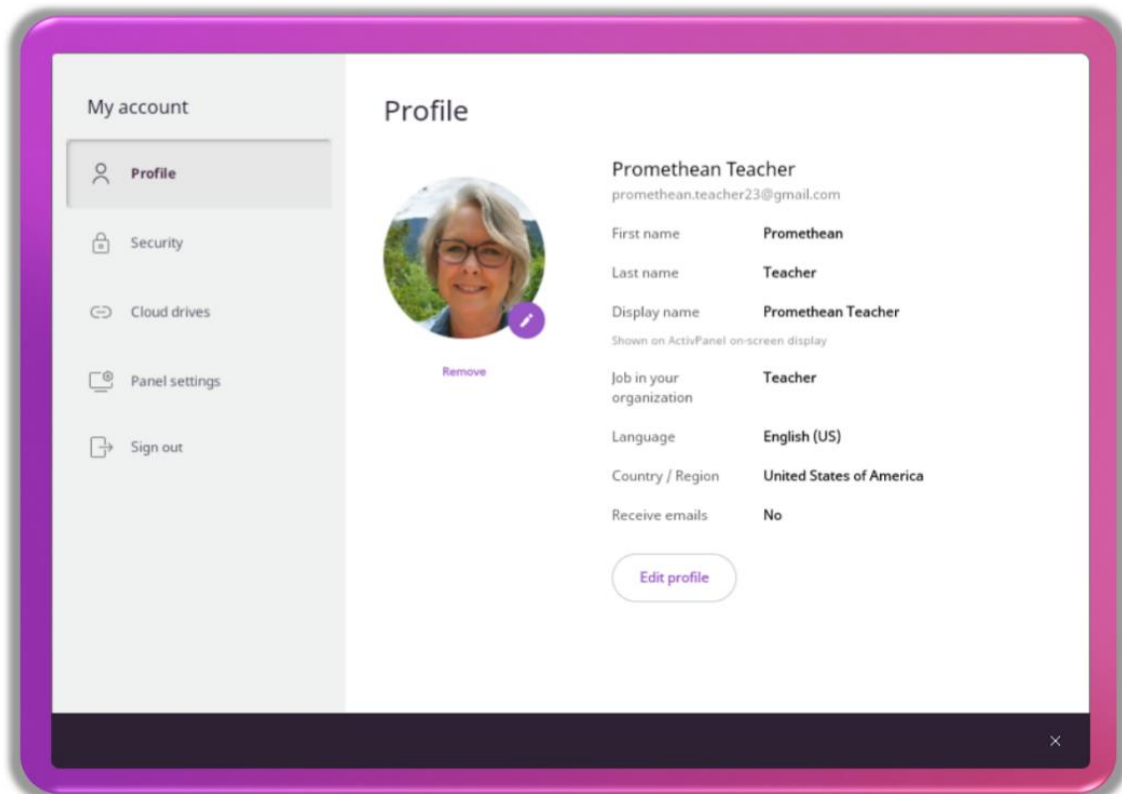 My account
Profile
Security
Cloud drives
Panel settings
Sign out
Profile
Remove
Promethean Teacher
promethean.teacher23@gmail.com
First name Promethean
Last name Teacher
Display name Promethean Teacher
Shown on ActivPanel on-screen display
Job in your Teacher
organization
Language English (US)
Country / Region United States of America
Receive emails No
Edit profile